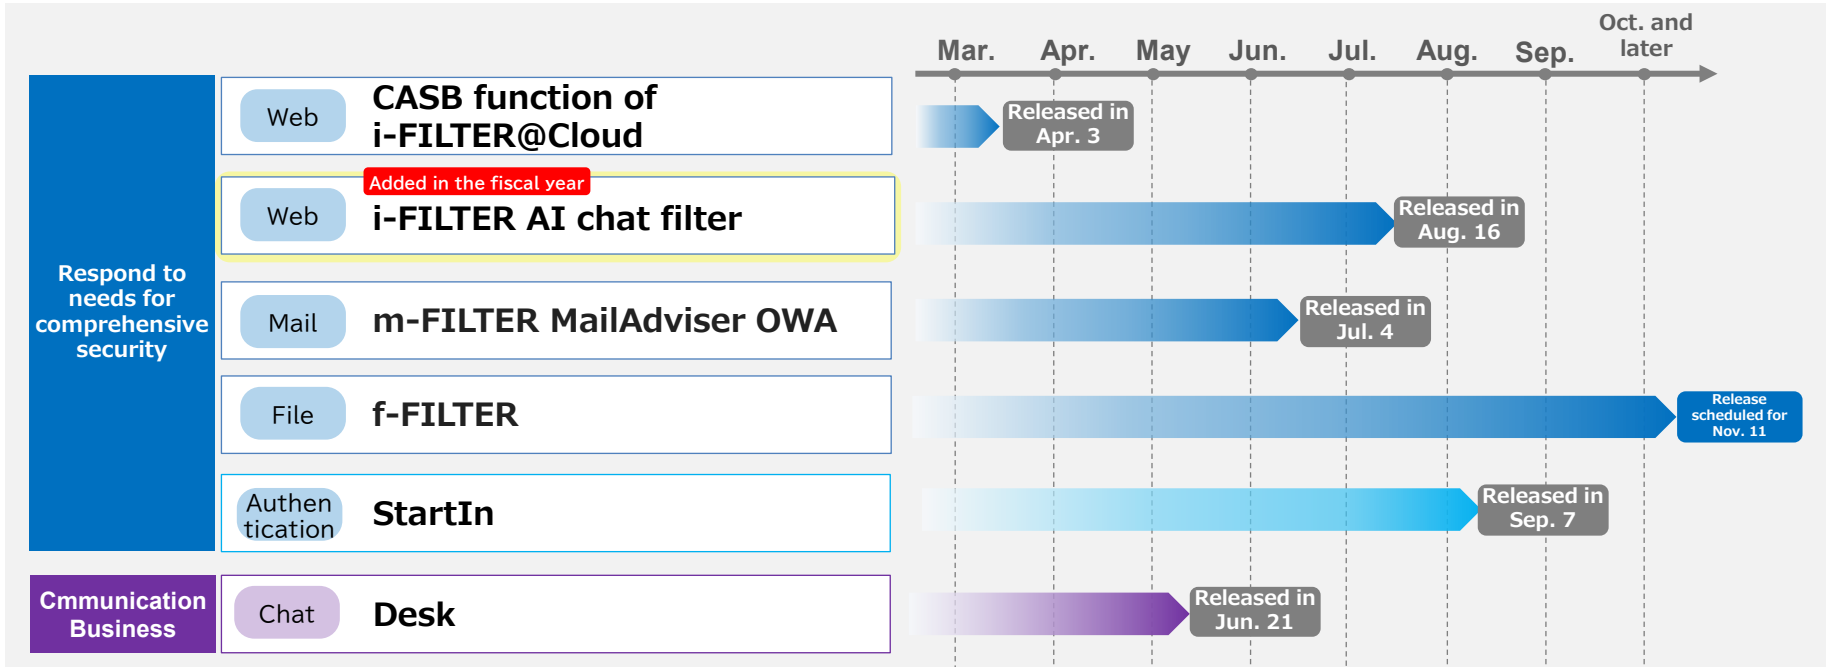 Mar.
Apr.
May
Jun.
Jul.
Aug.
Sep.
Oct. and
later
Respond to
needs for
comprehensive
security
Web
CASB function of
i-FILTER@Cloud
Released in
Apr. 3
Added in the fiscal year
Web
i-FILTER AI chat filter
Released in
Aug. 16
Mail
m-FILTER MailAdviser OWA
Released in
Jul. 4
File
f-FILTER
Release
scheduled for
Nov. 11
Authen
tication
StartIn
Released in
Sep. 7
Cmmunication
Business
Chat
Desk
Released in
Jun. 21